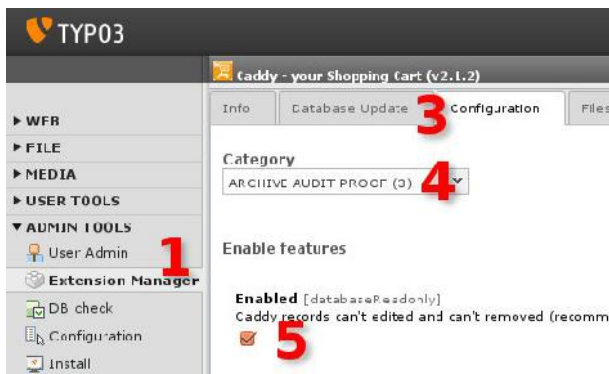 TYPO3
Caddy - your Shopping Cart (v2.1.2)
Info Database Update 3 Configuration Files
WEB
FILE
MEDIA
USER TOOLS
ADMIN TOOLS
User Admin
1
Extension Manager
DB check
Configuration
Install
Category
ARCHIVE AUDIT PROOF (3) 4
Enable features
Enabled [databaseReadonly]
Caddy records can't edited and can't removed (recomm
5